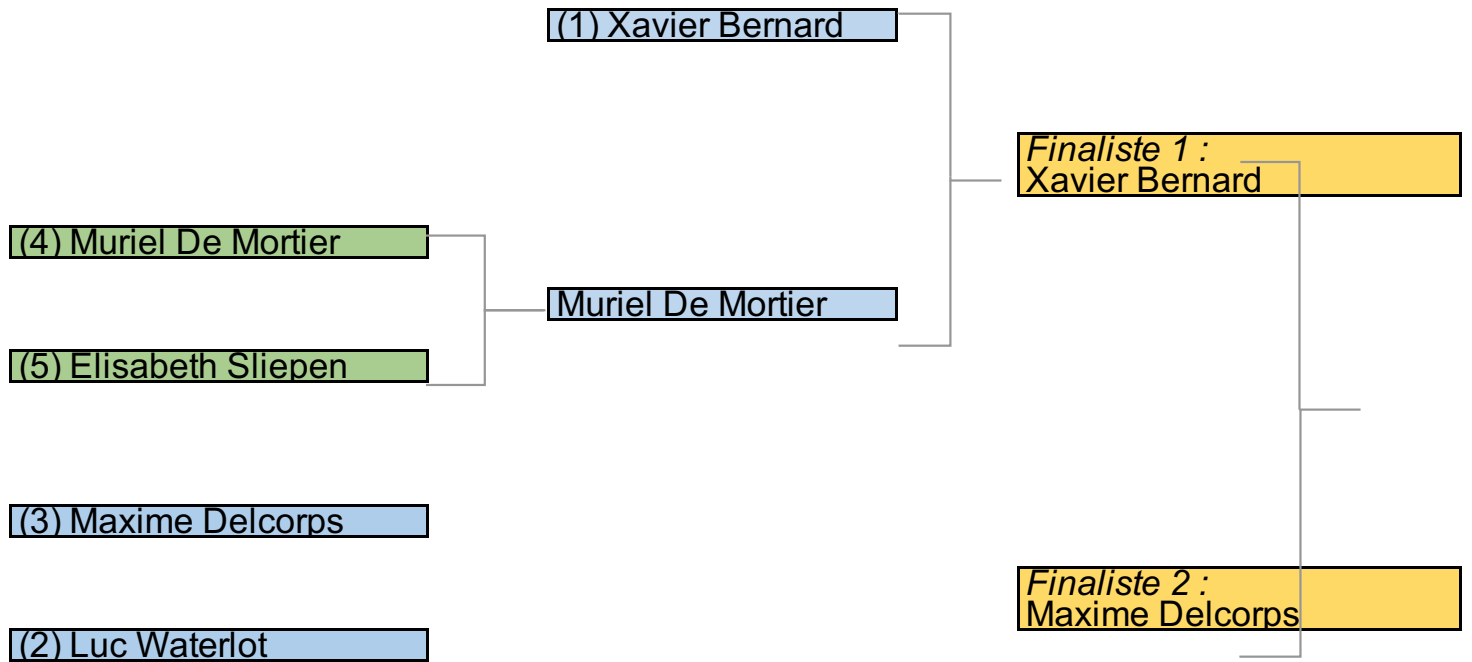 (1) Xavier Bernard
Finaliste 1 :
Xavier Bernard
(4) Muriel De Mortier
Muriel De Mortier
(5) Elisabeth Sliepen
(3) Maxime Delcorps
Finaliste 2 :
Maxime Delcorps
(2) Luc Waterlot